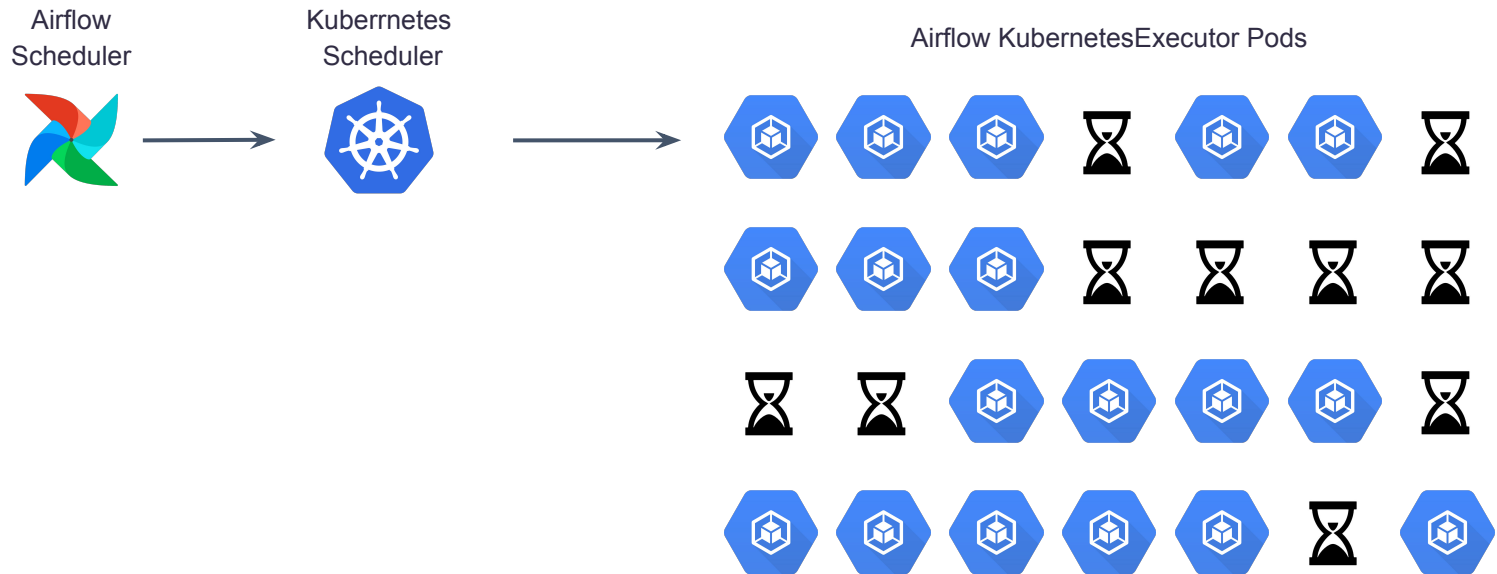 Airflow
Scheduler
Kuberrnetes
Scheduler
Airflow KubernetesExecutor Pods